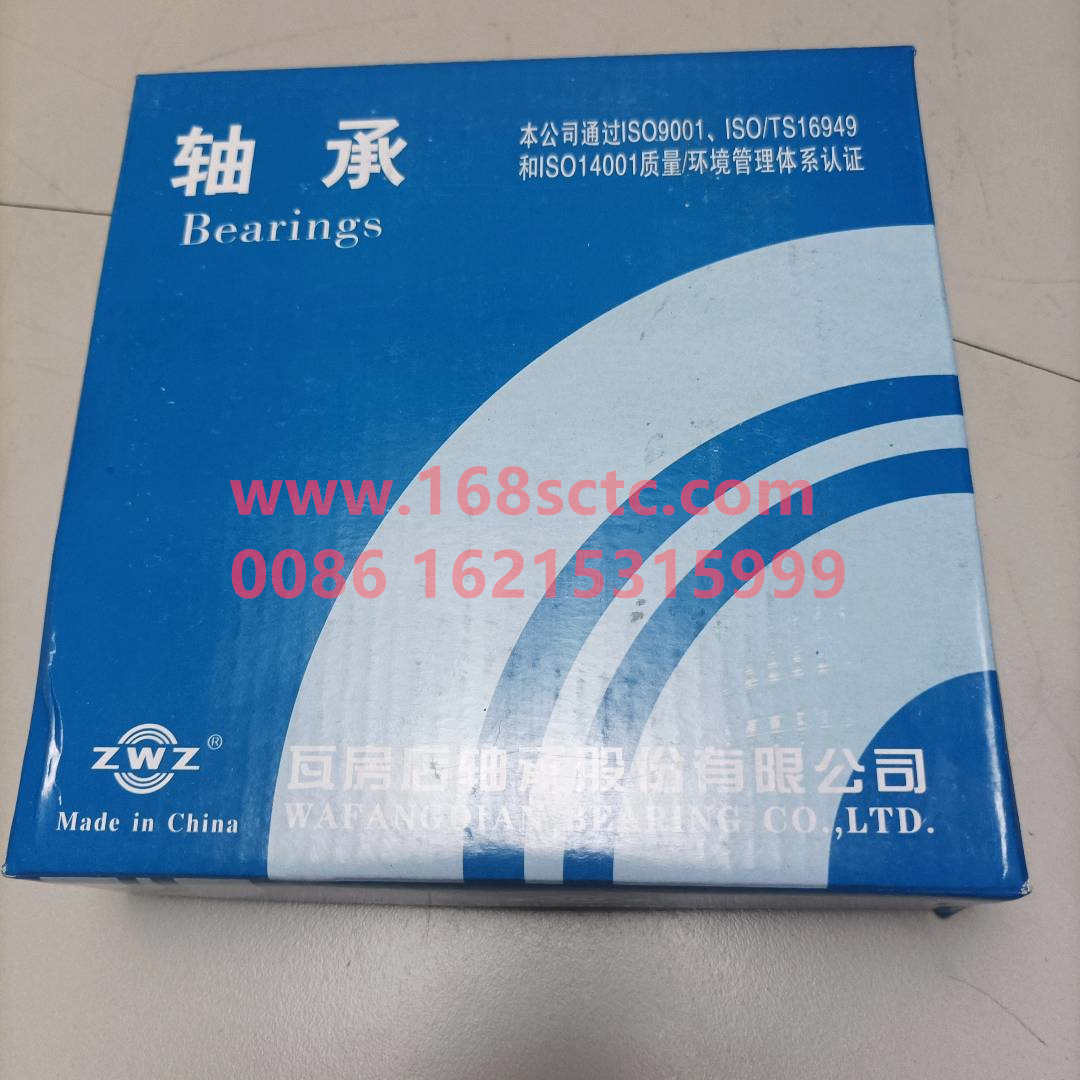 轴 承
Bearings
本公司通过ISO9001、ISO/TS16949
和ISO14001质量/环境管理体系认证
www.168sctc.com
0086 16215315999
ZWZ®
Made in China
瓦房店轴承股份有限公司
WAFANGDIAN BEARING CO.,LTD.